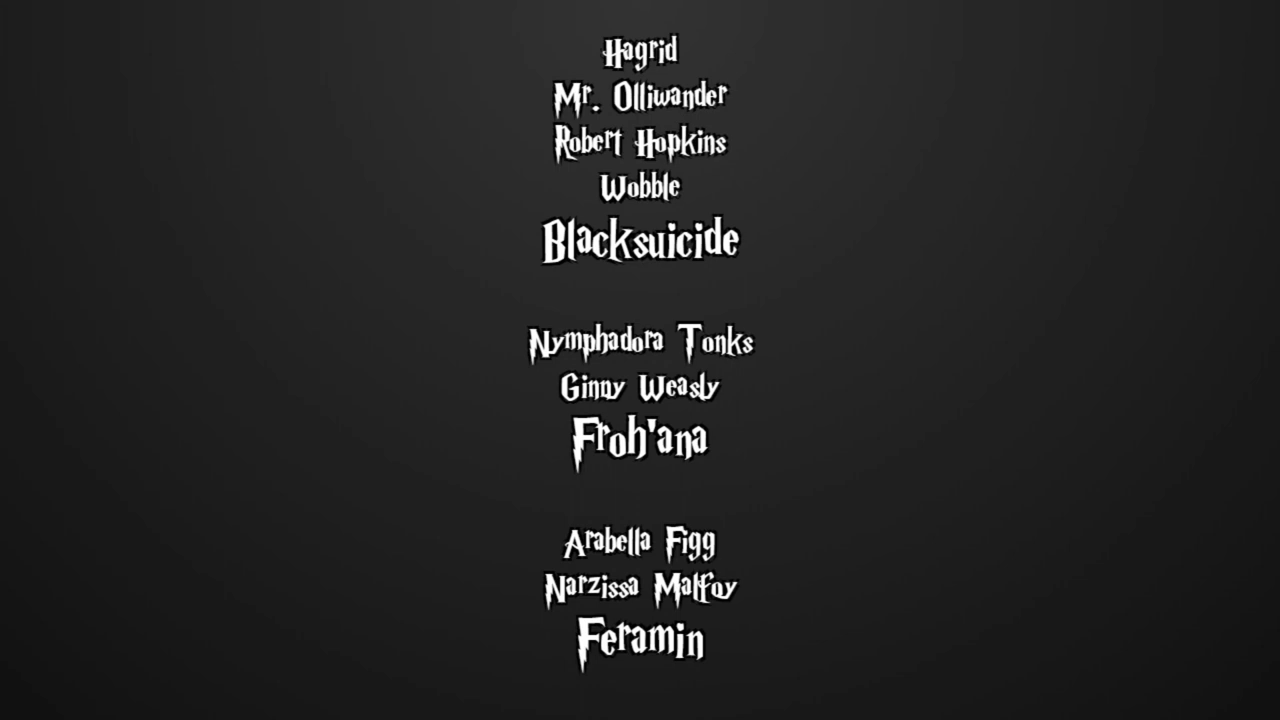 Hagrid
Mr. Olliwander
Robert Hopkins
Wobble
Blacksuicide
Nymphadora Tonks
Ginny Weasly
Froh'ana
Arabella Figg
Narzissa Malfoy
Feramin